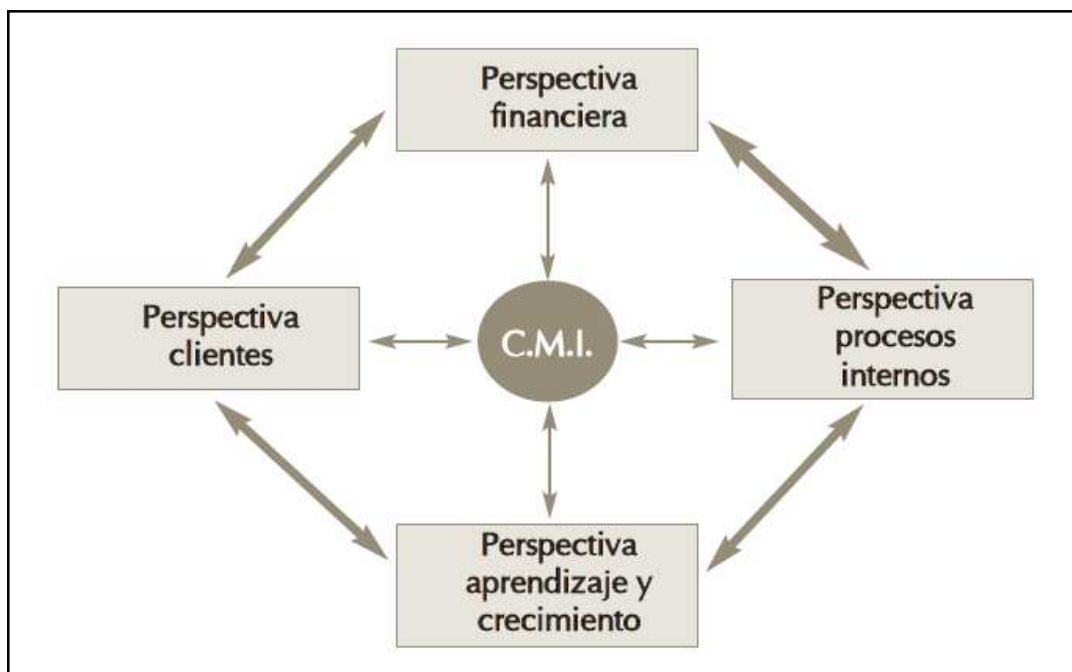 Perspectiva
financiera
Perspectiva
clientes
C.M.I.
Perspectiva
procesos
internos
Perspectiva
aprendizaje y
crecimiento